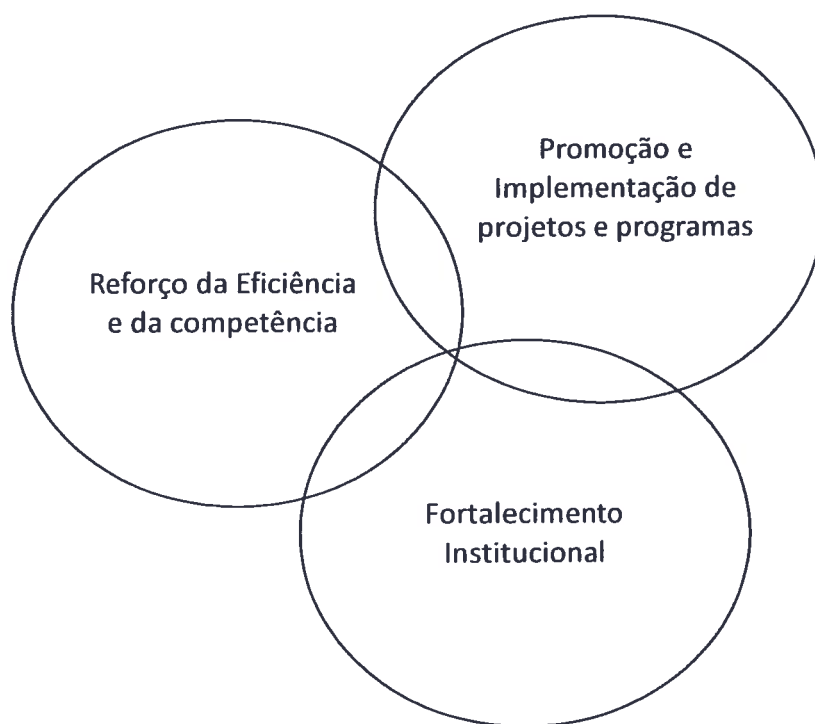 Promoção e
Implementação de
projetos e programas
Reforço da Eficiência
e da competência
Fortalecimento
Institucional